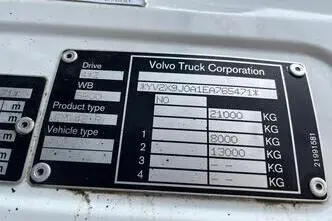 Drive
Volvo Truck Corporation
WB
*YV2X9J0A1EA765471*
NO
Product type
21000 KG
KG
Vehicle type
1 8000 KG
2 13000 KG
3 KG
4 KG
21991581
m
m
m